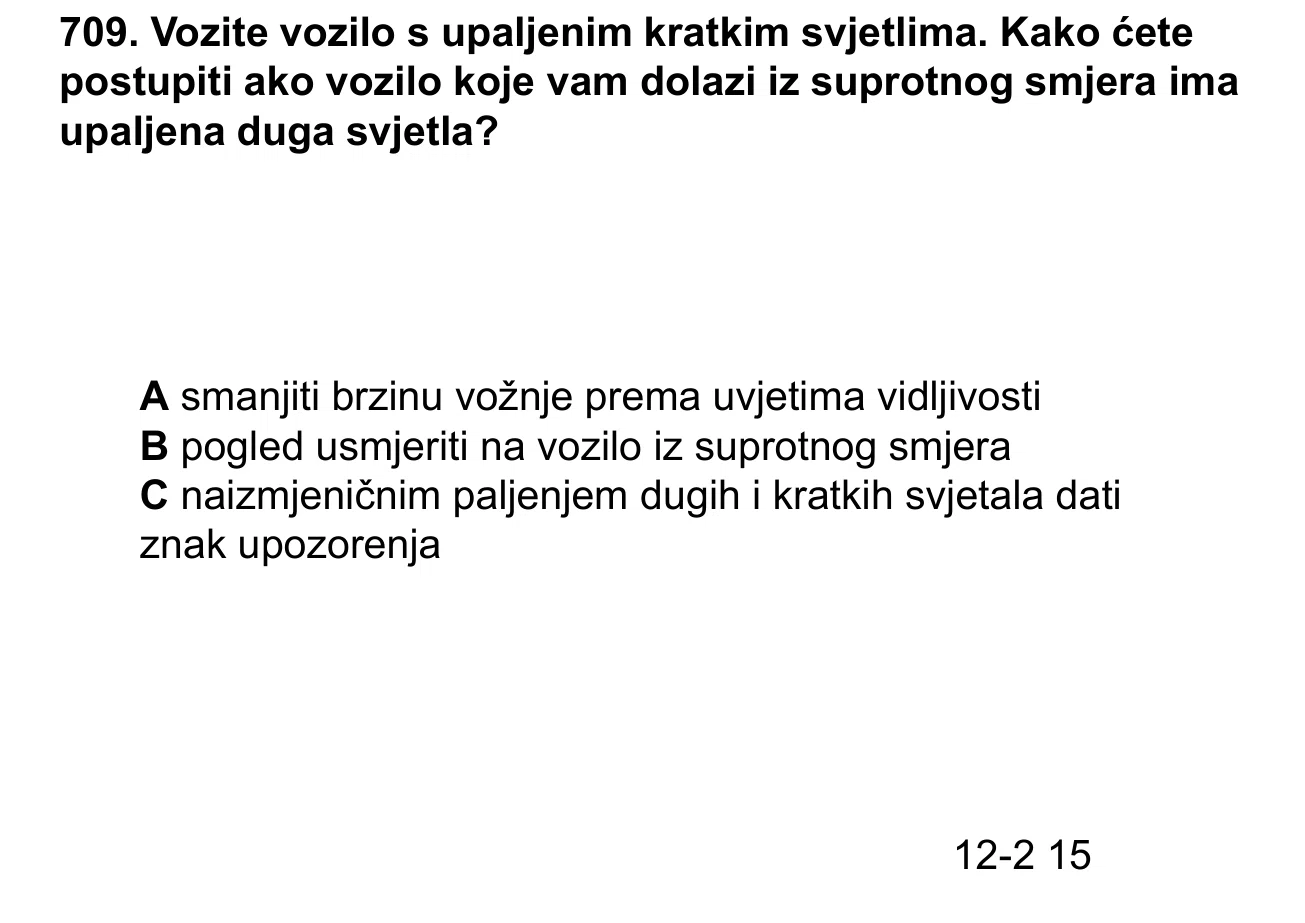 709. Vozite vozilo s upaljenim kratkim svjetlima. Kako ćete
postupiti ako vozilo koje vam dolazi iz suprotnog smjera ima
upaljena duga svjetla?
A smanjiti brzinu vožnje prema uvjetima vidljivosti
B pogled usmjeriti na vozilo iz suprotnog smjera
C naizmjeničnim paljenjem dugih i kratkih svjetala dati
znak upozorenja
12-2 15